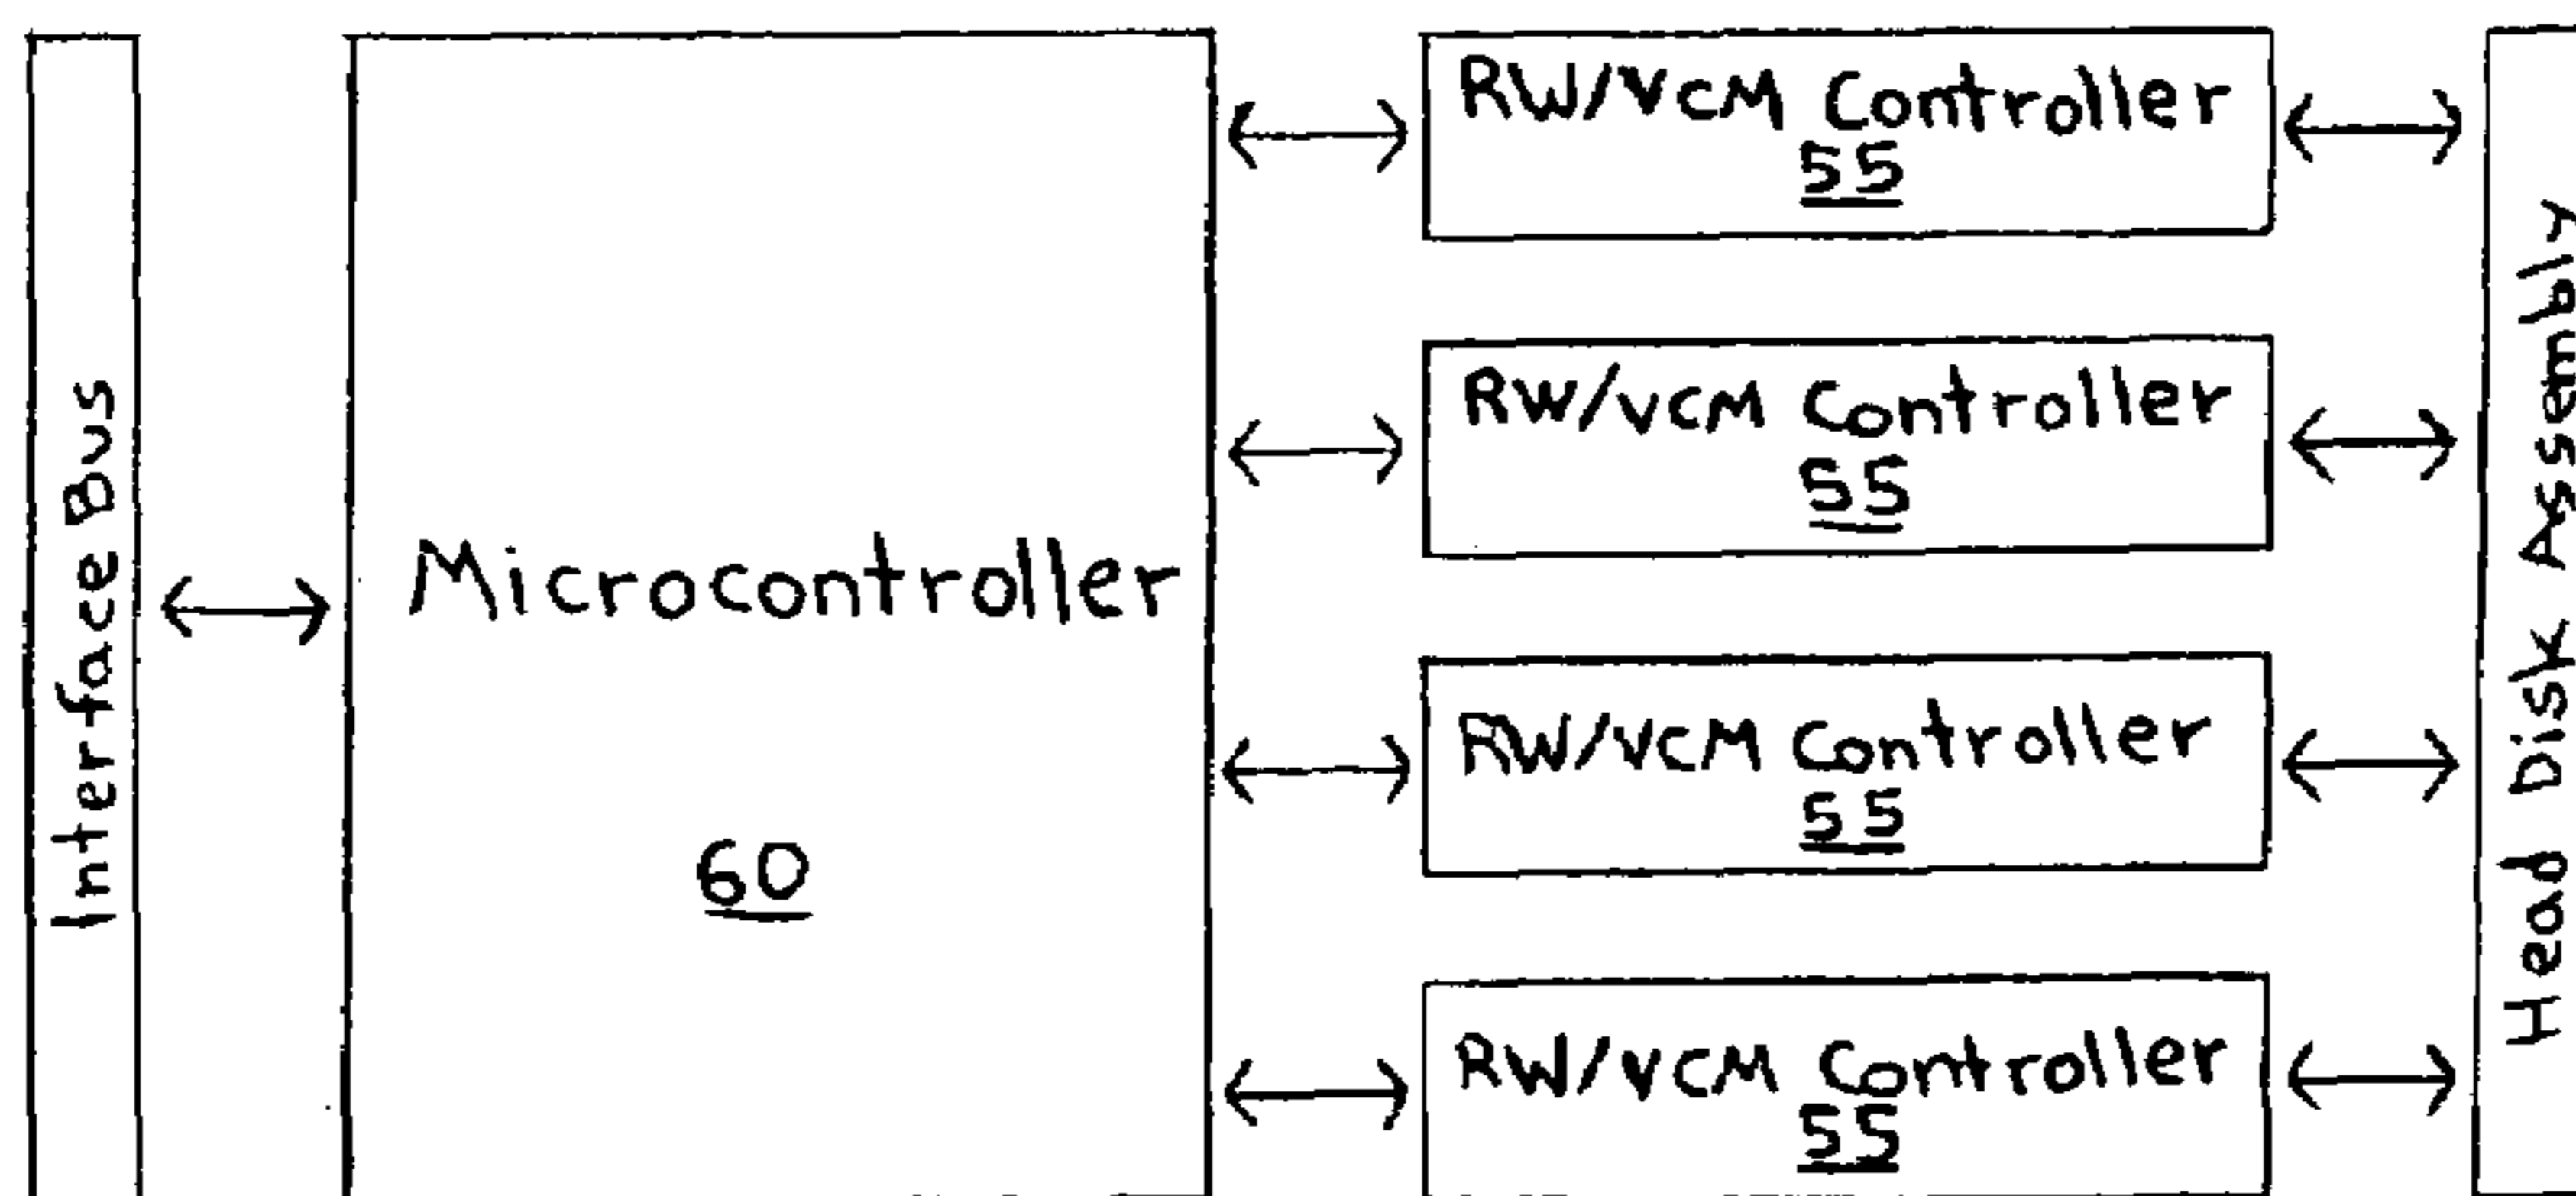 Interface Bus
Microcontroller
60
RW/VCM Controller
55
RW/VCM Controller
55
RW/VCM Controller
55
RW/VCM Controller
55
Head Disk Assembly